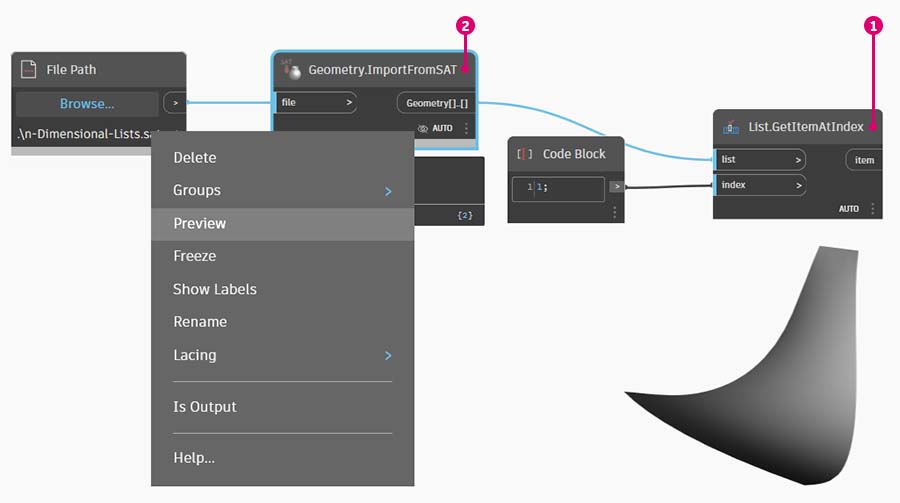 2
1
File Path
Browse...
>
.\n-Dimensional-Lists.sa
SAT
Geometry.ImportFromSAT
file >
Geometry[]..[]
AUTO
{2}
Code Block
1 1;
>
List.GetItemAtIndex
list >
item
index >
AUTO
Delete
Groups >
Preview
Freeze
Show Labels
Rename
Lacing >
Is Output
Help...